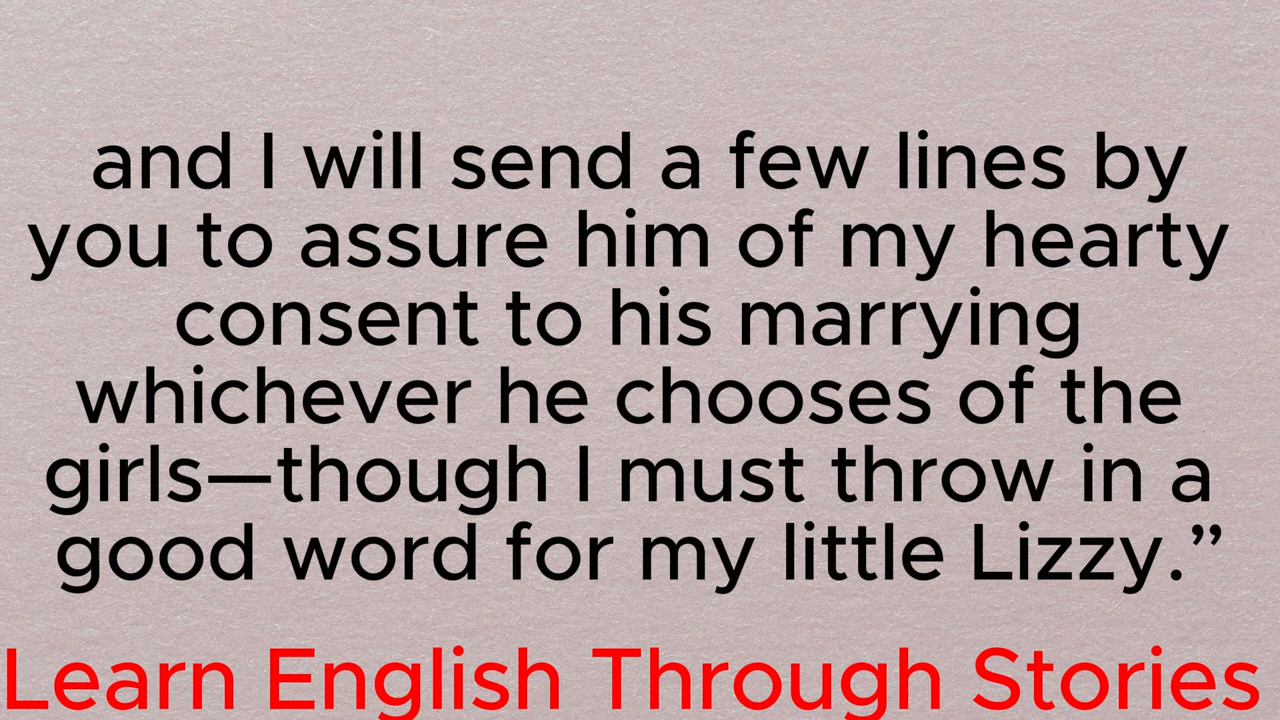 and I will send a few lines by
you to assure him of my hearty
consent to his marrying
whichever he chooses of the
girls—though I must throw in a
good word for my little Lizzy.”
Learn English Through Stories